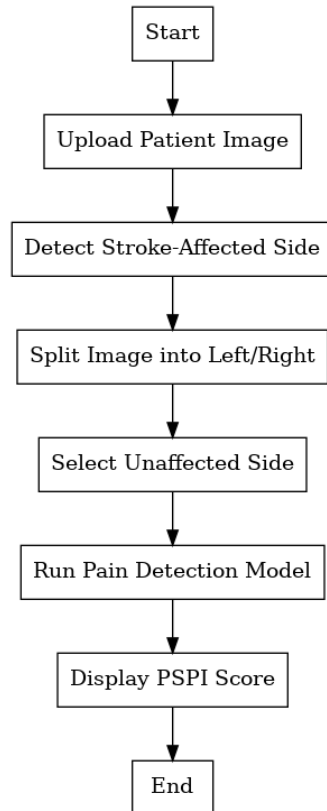 Start
Upload Patient Image
Detect Stroke-Affected Side
Split Image into Left/Right
Select Unaffected Side
Run Pain Detection Model
Display PSPI Score
End